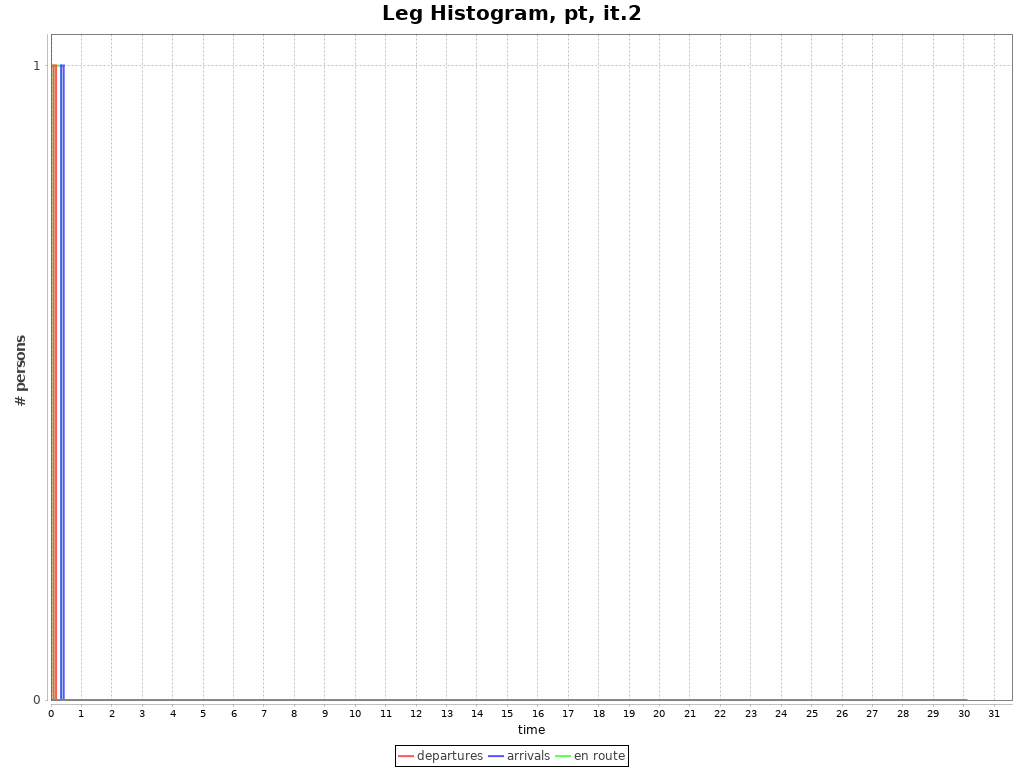 Leg Histogram, pt, it.2
1
# persons
0
0 1 2 3 4 5 6 7 8 9 10 11 12 13 14 15 16 17 18 19 20 21 22 23 24 25 26 27 28 29 30 31
time
departures arrivals en route